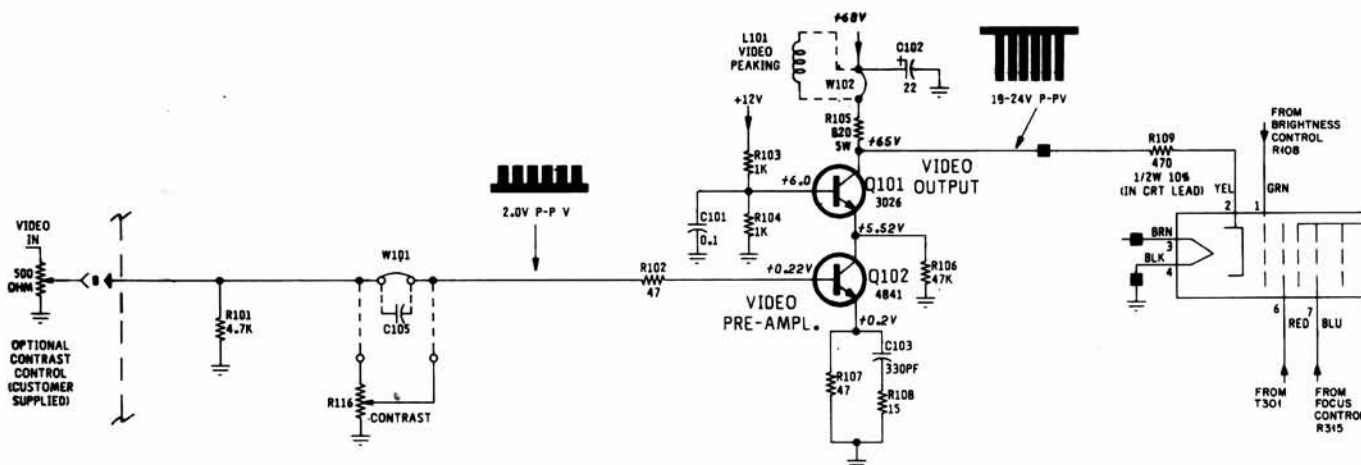 +68V
L101
VIDEO
PEAKING
C102
+
22
W102
19-24V P-PV
+12V
R105
820
5W
+65V
R103
1K
VIDEO
OUTPUT
R109
470
1/2W 10%
(IN CRT LEAD)
FROM
BRIGHTNESS
CONTROL
R108
YEL
GRN
2
1
2.0V P-P V
+6.0
Q101
3026
C101
0.1
R104
1K
+5.52V
BRN
3
BLK
4
VIDEO IN
500
OHM
8
W101
C105
R102
47
+0.22V
Q102
4841
R106
47K
VIDEO
PRE-AMPL.
+0.2V
6
7
RED
BLU
R101
4.7K
OPTIONAL
CONTRAST
CONTROL
(CUSTOMER
SUPPLIED)
R116
CONTRAST
R107
47
C103
330PF
R108
15
FROM
T301
FROM
FOCUS
CONTROL
R315